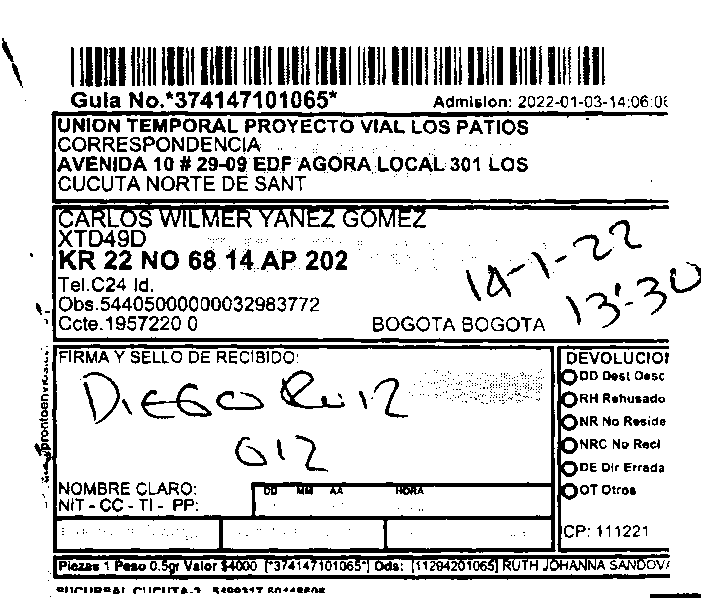 Guia No.*374147101065*
Admision: 2022-01-03-14:06:06
UNION TEMPORAL PROYECTO VIAL LOS PATIOS
CORRESPONDENCIA
AVENIDA 10 # 29-09 EDF AGORA LOCAL 301 LOS
CUCUTA NORTE DE SANT
CARLOS WILMER YANEZ GOMEZ
XTD49D
KR 22 NO 68 14 AP 202
Tel.C24 Id.
Obs.54405000000032983772
Ccte.1957220 0
BOGOTA BOGOTA
14-1-22
13:30
FIRMA Y SELLO DE RECIBIDO:
DIEGO RUIZ
612
NOMBRE CLARO:
NIT - CC - TI - PP:
DD MM AA HORA
DEVOLUCION
DD Dest Desc
RH Rehusado
NR No Reside
NRC No Recl
DE Dir Errada
OT Otros
CP: 111221
Piezas 1 Peso 0.5gr Valor $4000 [*374147101065*] Ods: [11284201065] RUTH JOHANNA SANDOVA